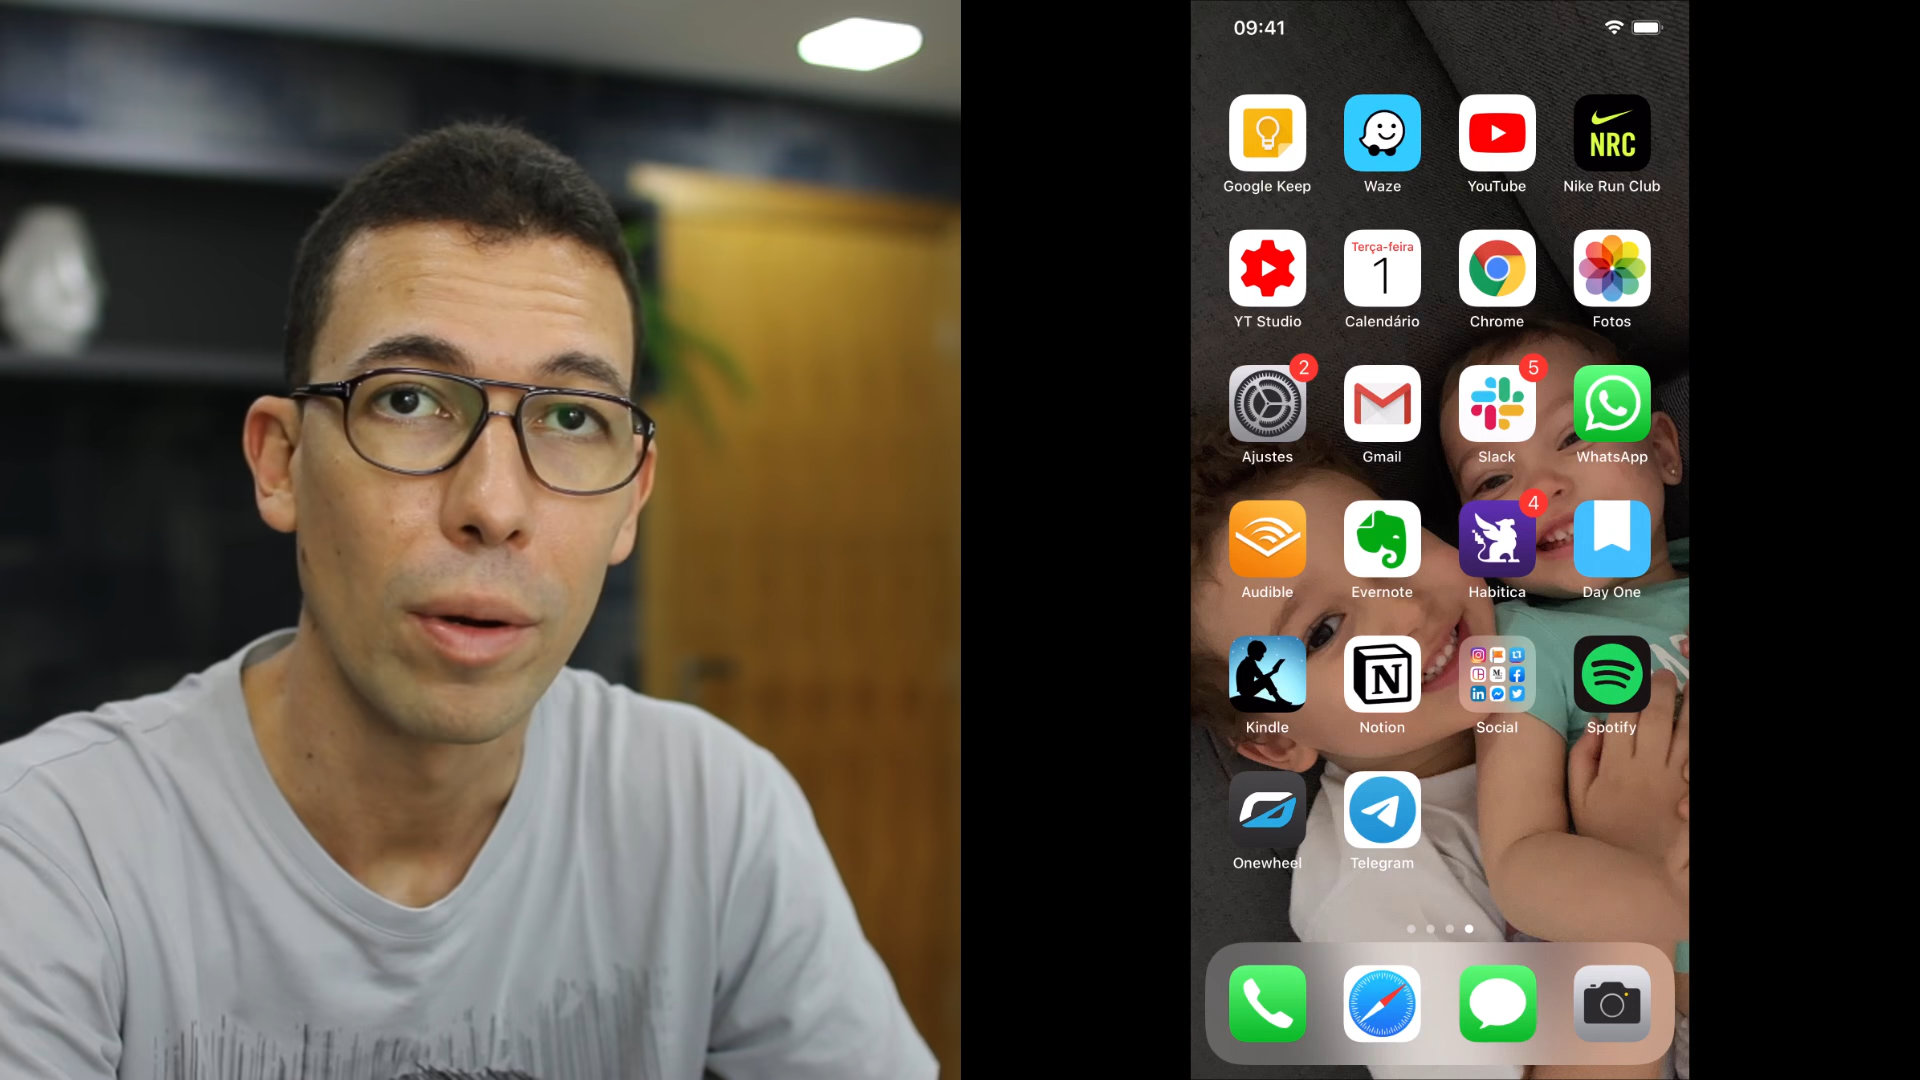 09:41
NRC
Google Keep Waze YouTube Nike Run Club
Terça-feira
1
YT Studio Calendário Chrome Fotos
2 5
Ajustes Gmail Slack WhatsApp
4
Audible Evernote Habitica Day One
N
in
Kindle Notion Social Spotify
Onewheel Telegram